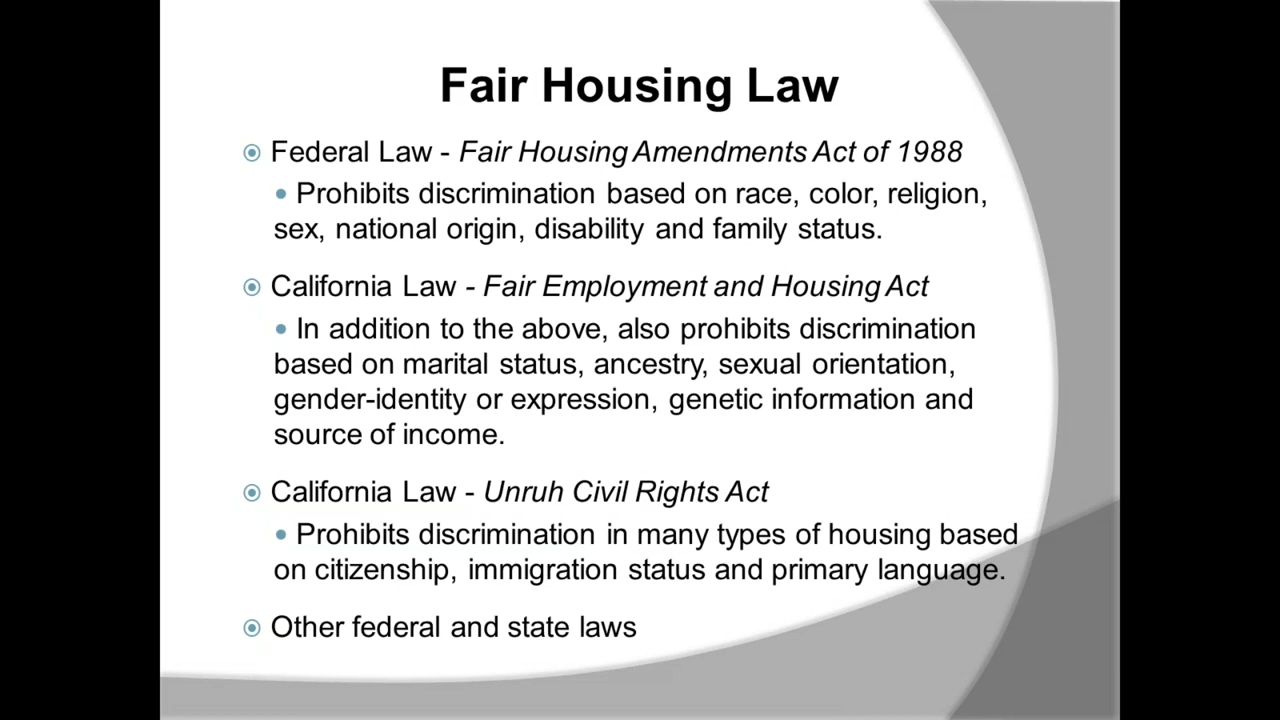 Fair Housing Law
Federal Law - Fair Housing Amendments Act of 1988
Prohibits discrimination based on race, color, religion,
sex, national origin, disability and family status.
California Law - Fair Employment and Housing Act
In addition to the above, also prohibits discrimination
based on marital status, ancestry, sexual orientation,
gender-identity or expression, genetic information and
source of income.
California Law - Unruh Civil Rights Act
Prohibits discrimination in many types of housing based
on citizenship, immigration status and primary language.
Other federal and state laws